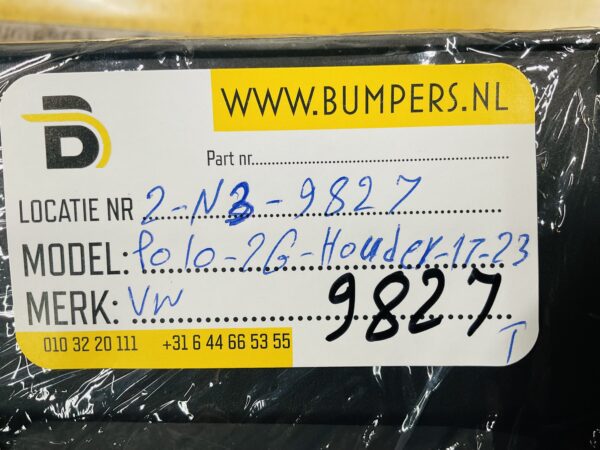 B
WWW.BUMPERS.NL
Part nr.
LOCATIE NR 2-N3-9827
MODEL: Polo-2G-Houder-17-23
MERK: VW
9827
T
010 32 20 111 +31 6 44 66 53 55